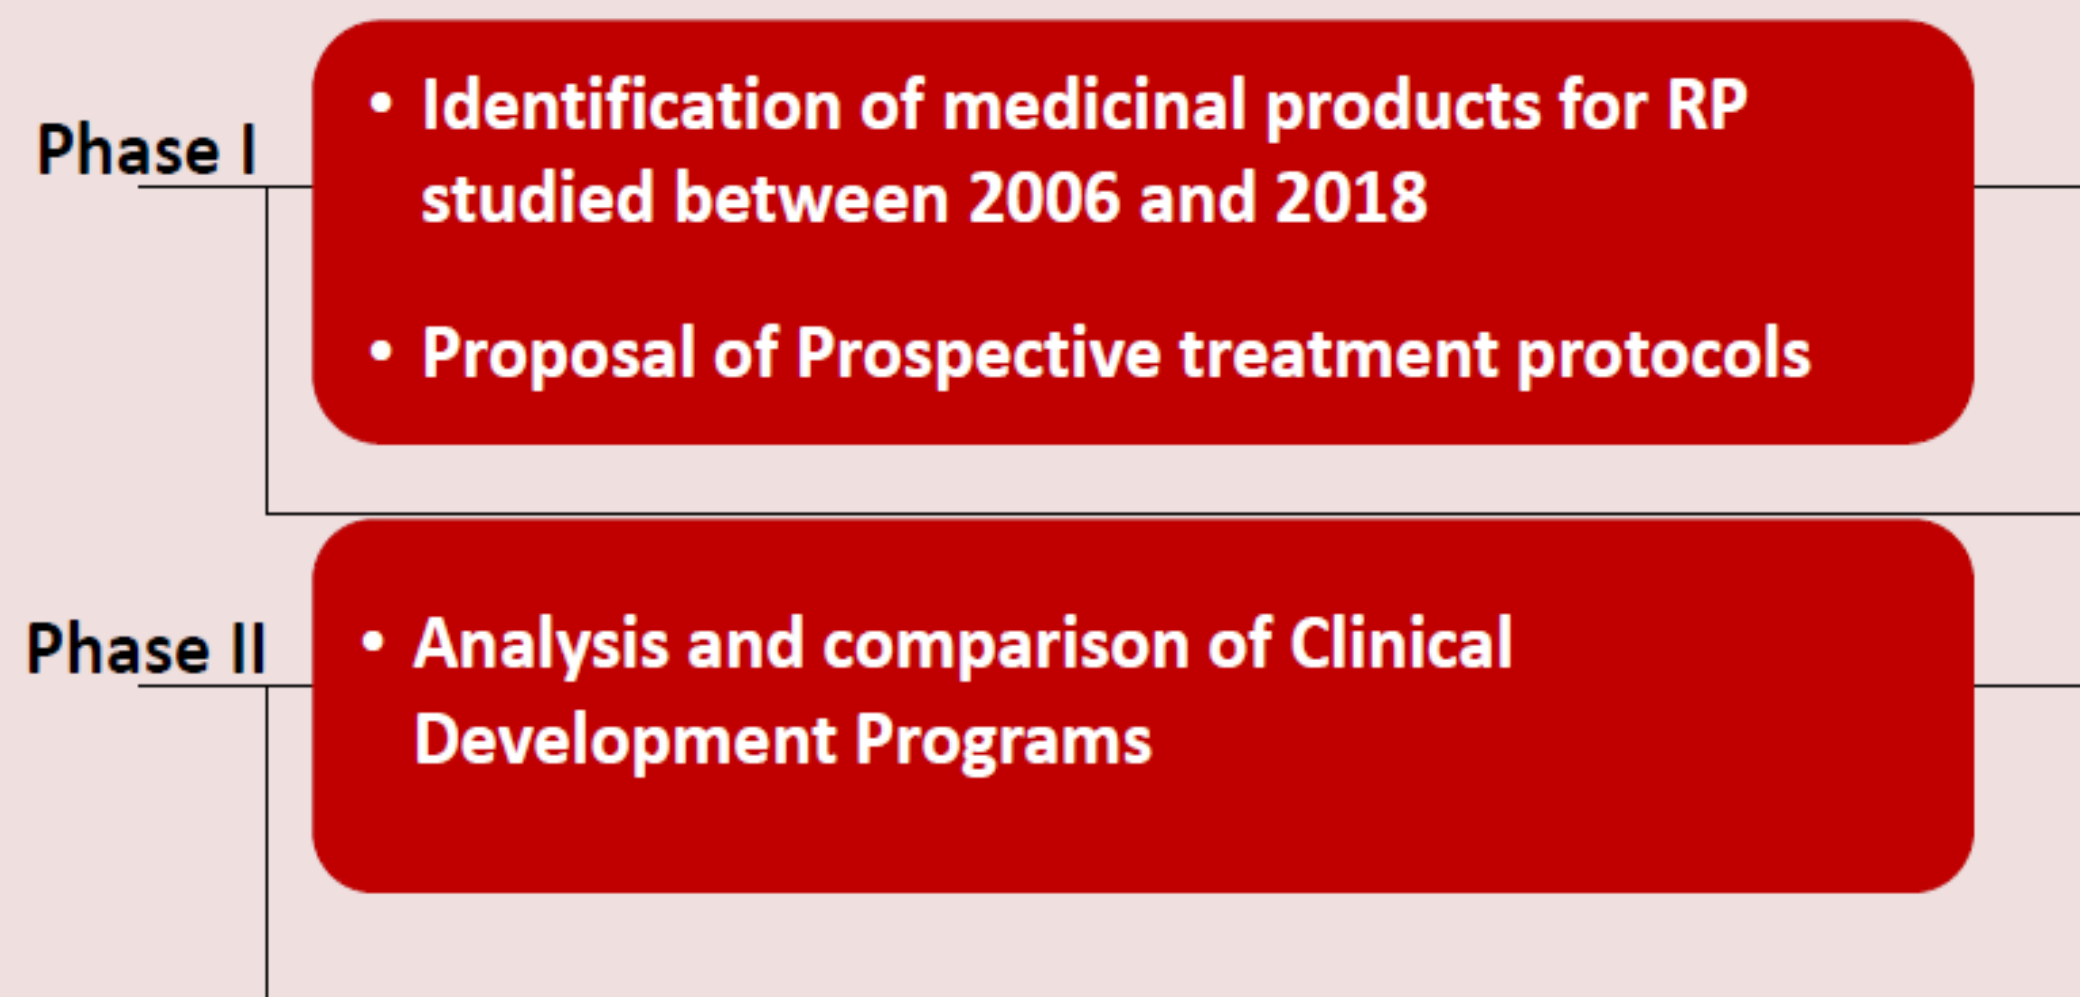 Phase I
• Identification of medicinal products for RP
studied between 2006 and 2018
• Proposal of Prospective treatment protocols
Phase II
• Analysis and comparison of Clinical
Development Programs